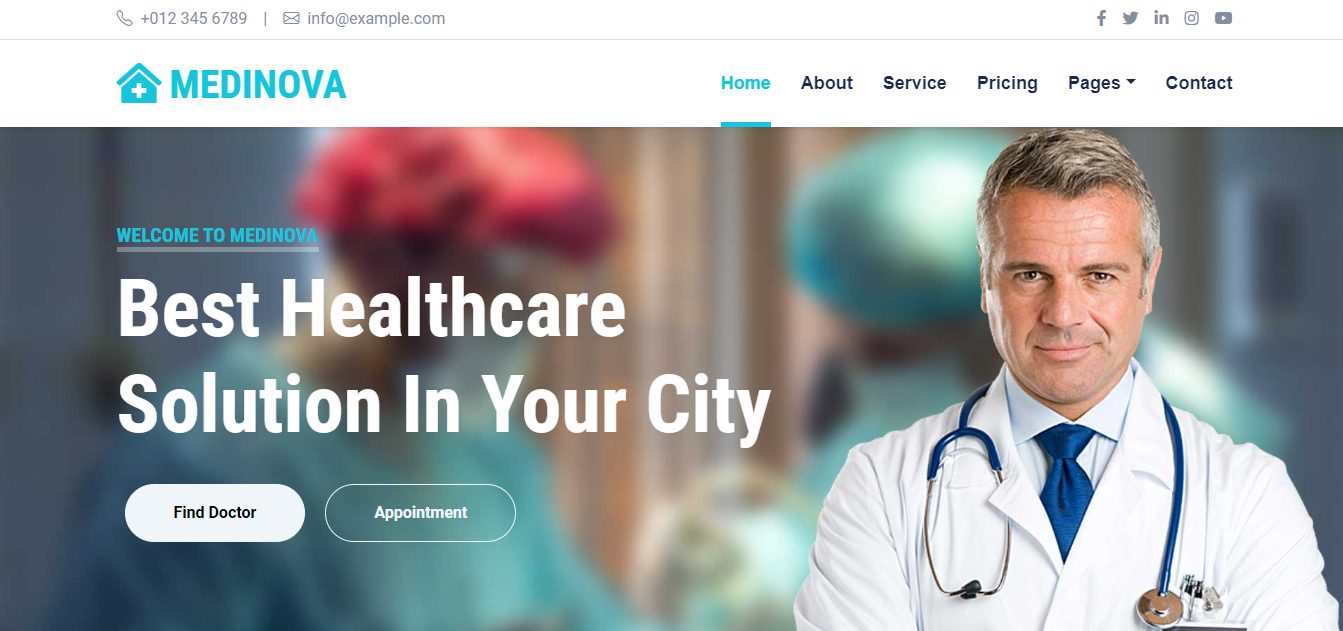 +012 345 6789 | info@example.com
MEDINOVA
Home About Service Pricing Pages Contact
WELCOME TO MEDINOVA
Best Healthcare
Solution In Your City
Find Doctor Appointment